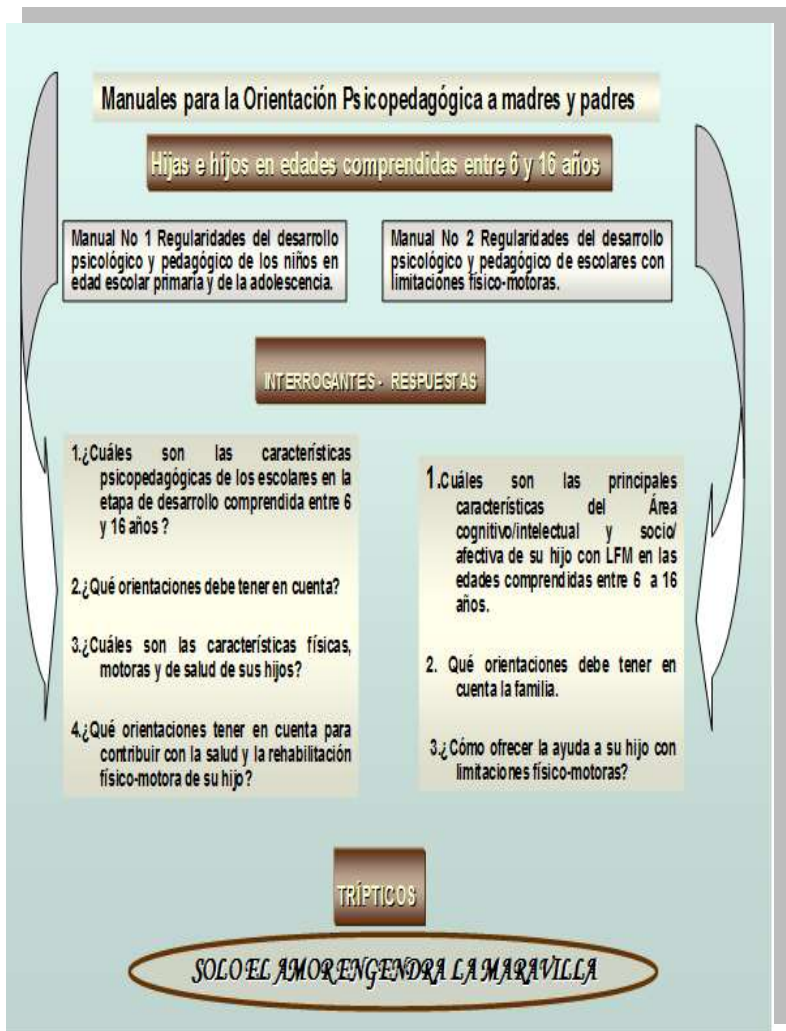 Manuales para la Orientación Psicopedagógica a madres y padres
Hijas e hijos en edades comprendidas entre 6 y 16 años
Manual No 1 Regularidades del desarrollo
psicológico y pedagógico de los niños en
edad escolar primaria y de la adolescencia.
Manual No 2 Regularidades del desarrollo
psicológico y pedagógico de escolares con
limitaciones físico-motoras.
INTERROGANTES - RESPUESTAS
1.¿Cuáles son las características
psicopedagógicas de los escolares en la
etapa de desarrollo comprendida entre 6
y 16 años ?
2.¿Qué orientaciones debe tener en cuenta?
3.¿Cuáles son las características físicas,
motoras y de salud de sus hijos?
4.¿Qué orientaciones tener en cuenta para
contribuir con la salud y la rehabilitación
físico-motora de su hijo?
1.Cuáles son las principales
características del Área
cognitivo/intelectual y socio/
afectiva de su hijo con LFM en las
edades comprendidas entre 6 a 16
años.
2. Qué orientaciones debe tener en
cuenta la familia.
3.¿Cómo ofrecer la ayuda a su hijo con
limitaciones físico-motoras?
TRÍPTICOS
SOLO EL AMOR ENGENDRA LA MARAVILLA